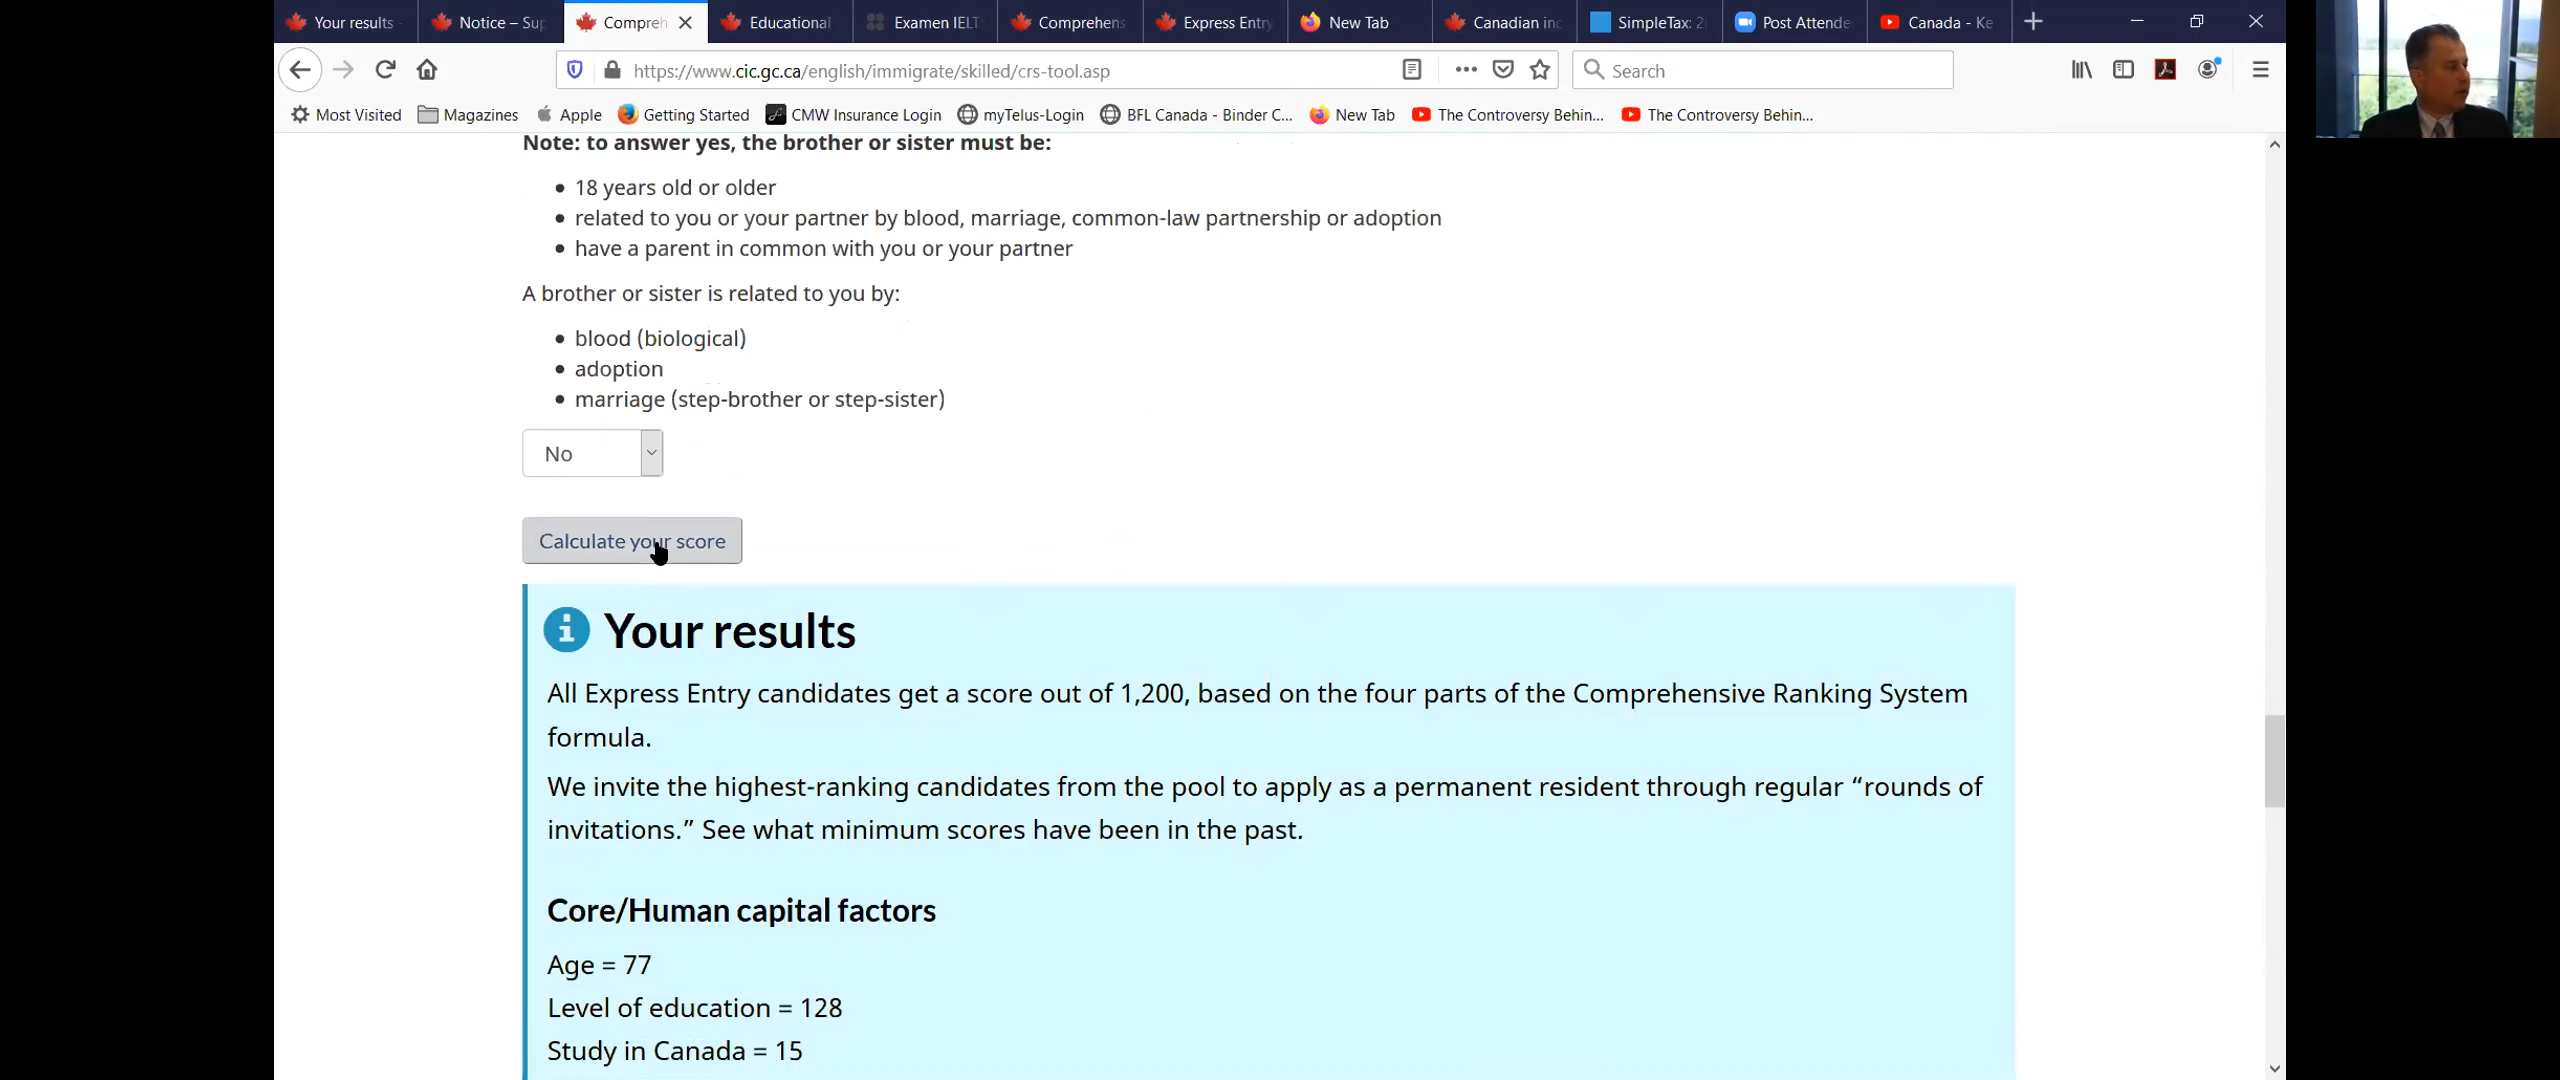 Your results
Notice – Sup
Compreh
Educational
Examen IELT
Comprehens
Express Entry
New Tab
Canadian inc
SimpleTax: 2
Post Attende
Canada - Ke
https://www.cic.gc.ca/english/immigrate/skilled/crs-tool.asp
Search
Most Visited
Magazines
Apple
Getting Started
CMW Insurance Login
myTelus-Login
BFL Canada - Binder C...
New Tab
The Controversy Behin...
The Controversy Behin...
Note: to answer yes, the brother or sister must be:
18 years old or older
related to you or your partner by blood, marriage, common-law partnership or adoption
have a parent in common with you or your partner
A brother or sister is related to you by:
blood (biological)
adoption
marriage (step-brother or step-sister)
No
Calculate your score
Your results
All Express Entry candidates get a score out of 1,200, based on the four parts of the Comprehensive Ranking System
formula.
We invite the highest-ranking candidates from the pool to apply as a permanent resident through regular “rounds of
invitations.” See what minimum scores have been in the past.
Core/Human capital factors
Age = 77
Level of education = 128
Study in Canada = 15